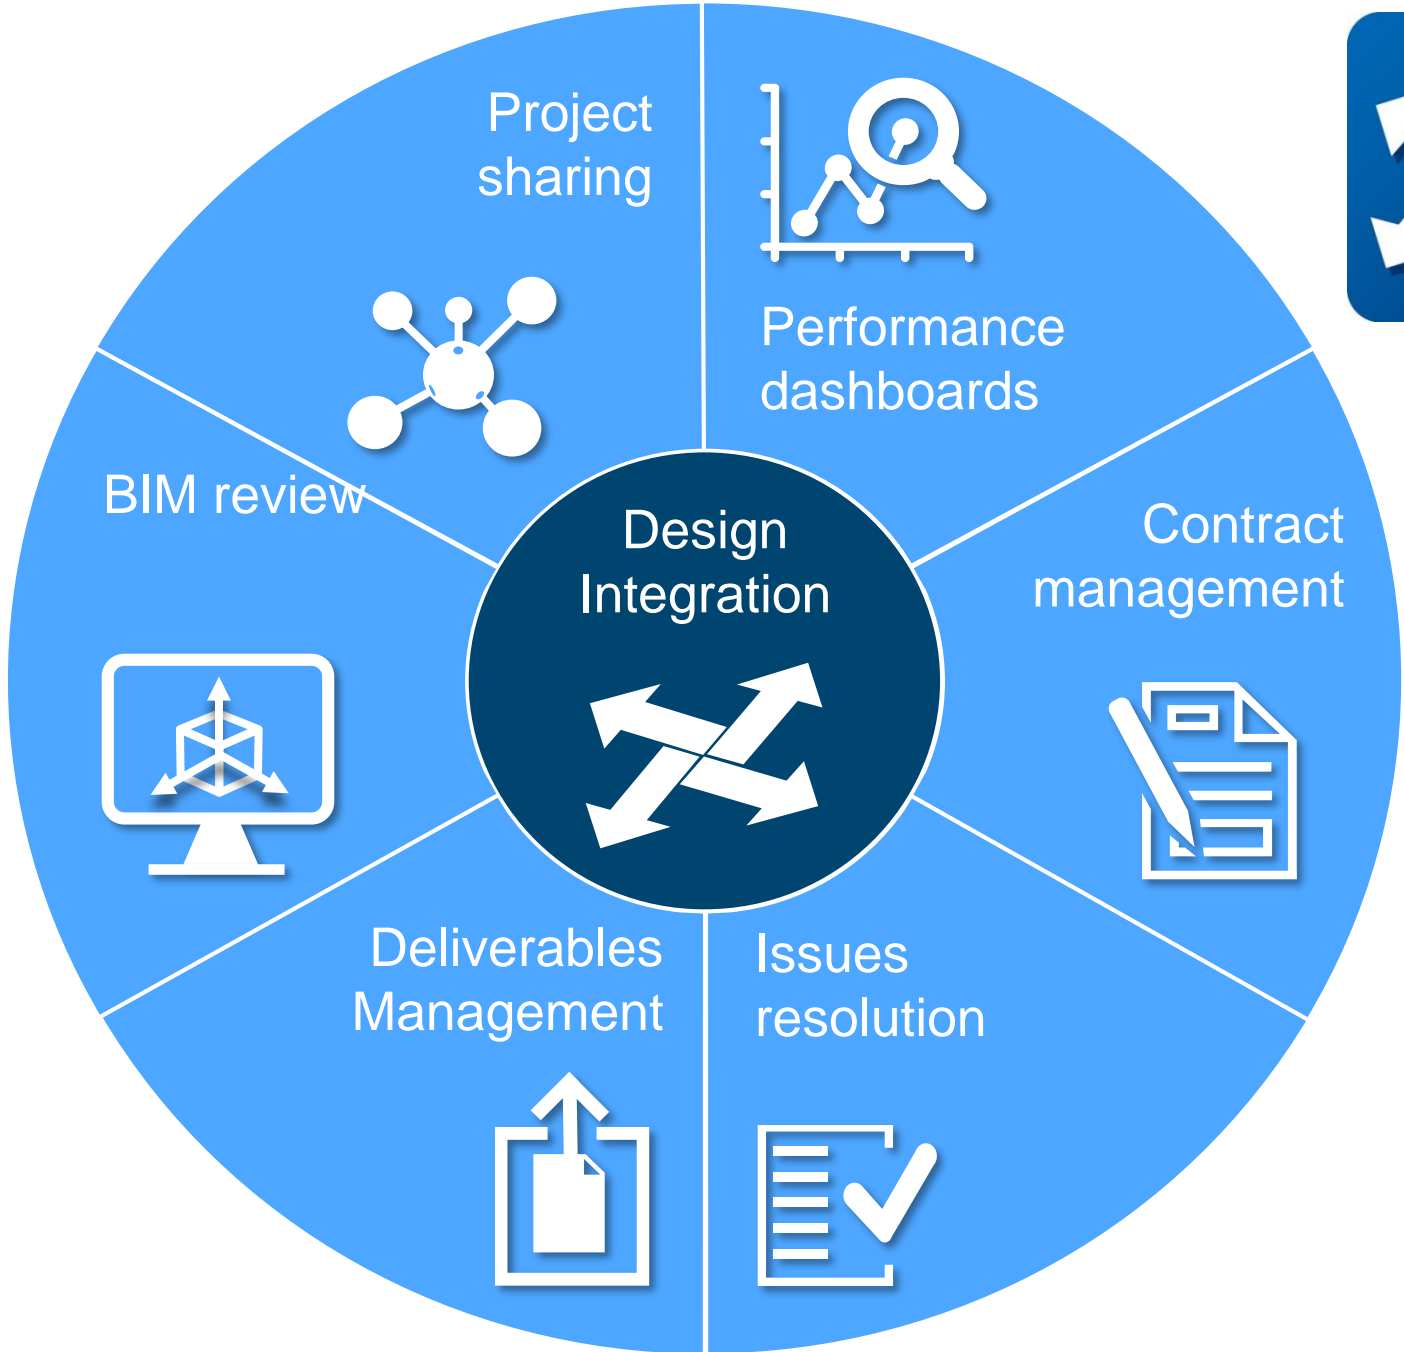 Project
sharing
Performance
dashboards
BIM review
Design
Integration
Contract
management
Deliverables
Management
Issues
resolution